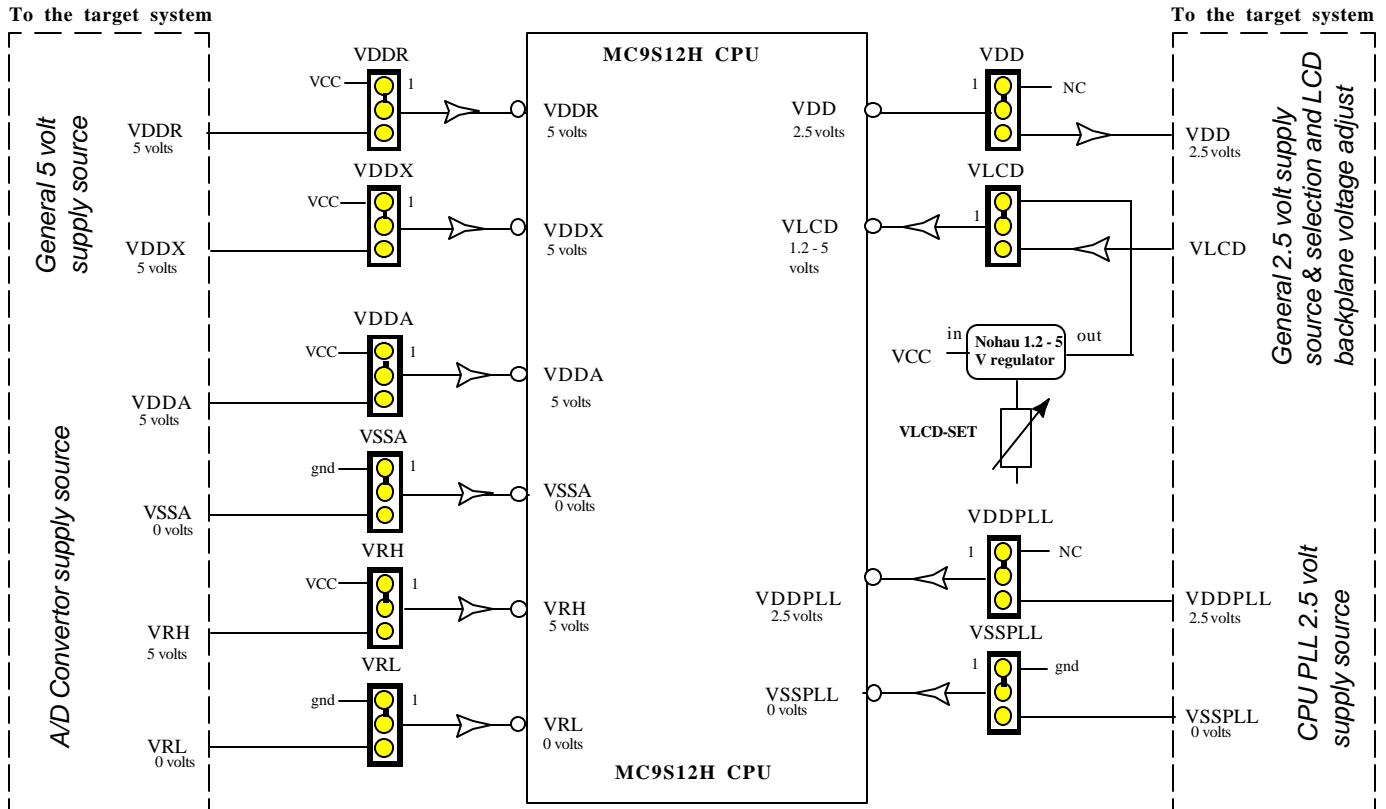 To the target system
To the target system
MC9S12H CPU
General 5 volt
supply source
VDDR
5 volts
VDDR
VCC
1
VDDR
5 volts
VDDX
5 volts
VDDX
VCC
1
VDDX
5 volts
A/D Convertor supply source
VDDA
5 volts
VDDA
VCC
1
VDDA
5 volts
VSSA
0 volts
VSSA
gnd
1
VSSA
0 volts
VRH
5 volts
VRH
VCC
1
VRH
5 volts
VRL
0 volts
VRL
gnd
1
VRL
0 volts
MC9S12H CPU
VDD
2.5 volts
VDD
1
NC
VDD
2.5 volts
VLCD
1.2 - 5
volts
VLCD
1
VLCD
General 2.5 volt supply
source & selection and LCD
backplane voltage adjust
VCC
in
Nohau 1.2 - 5
V regulator
out
VLCD-SET
VDDPLL
2.5 volts
VDDPLL
1
NC
VDDPLL
2.5 volts
VSSPLL
0 volts
VSSPLL
1
gnd
VSSPLL
0 volts
CPU PLL 2.5 volt
supply source